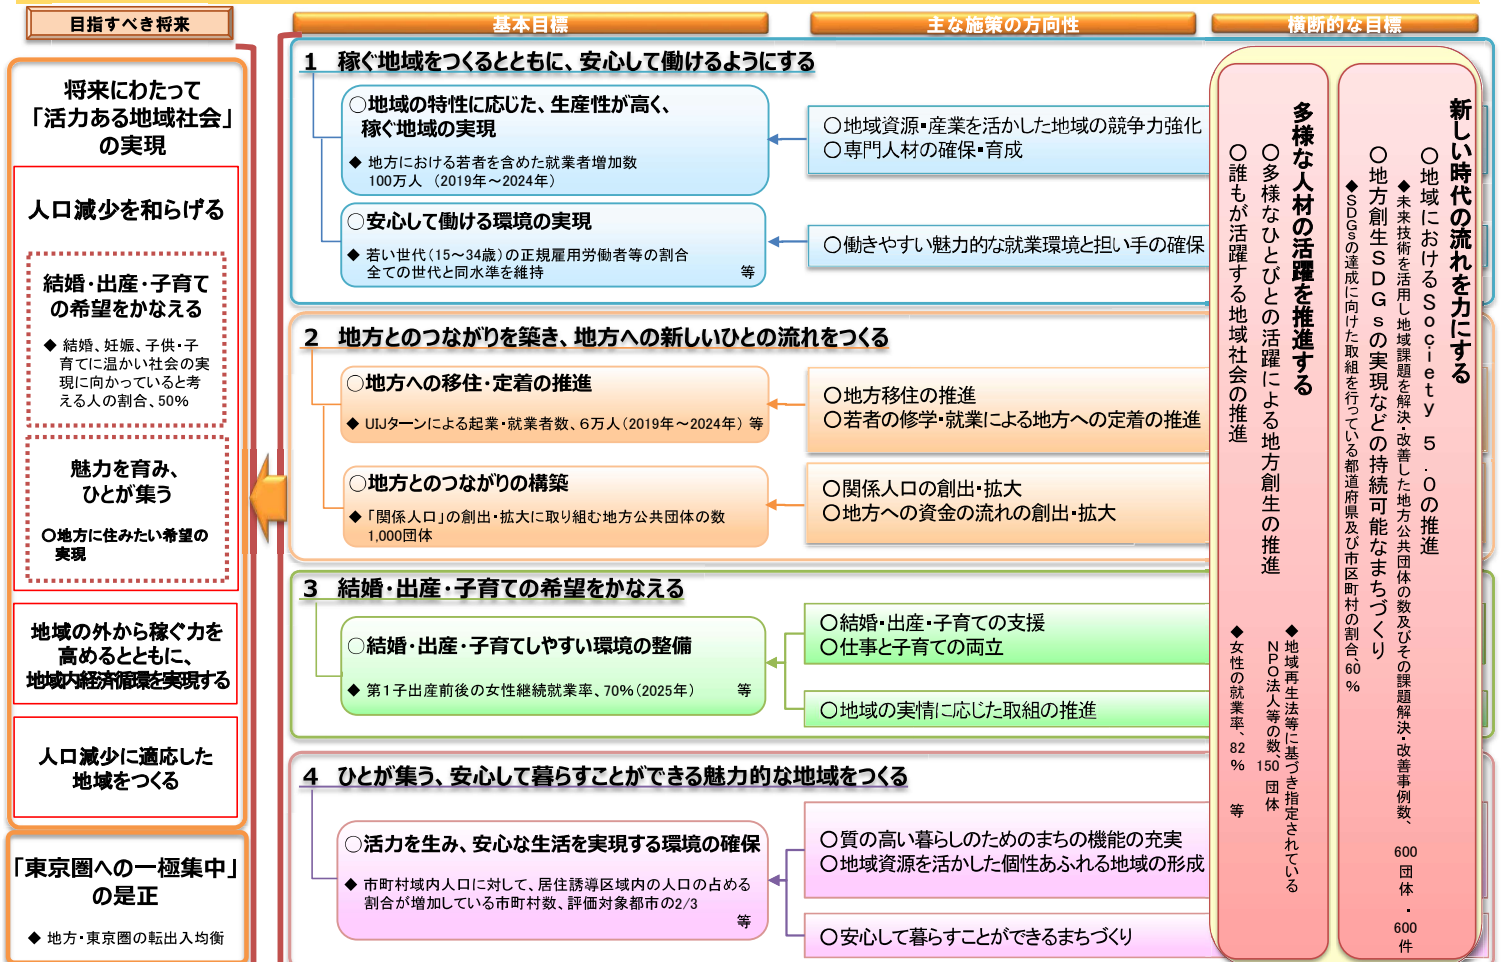 目指すべき将来
基本目標
主な施策の方向性
横断的な目標
将来にわたって
「活力ある地域社会」
の実現
人口減少を和らげる
結婚・出産・子育て
の希望をかなえる
◆ 結婚、妊娠、子供・子
育てに温かい社会の実
現に向かっていると考
える人の割合、50%
魅力を育み、
ひとが集う
○地方に住みたい希望の
実現
地域の外から稼ぐ力を
高めるとともに、
地域内経済循環を実現する
人口減少に適応した
地域をつくる
「東京圏への一極集中」
の是正
◆ 地方・東京圏の転出入均衡
1 稼ぐ地域をつくるとともに、安心して働けるようにする
○地域の特性に応じた、生産性が高く、
稼ぐ地域の実現
◆ 地方における若者を含めた就業者増加数
100万人 （2019年～2024年）
○地域資源・産業を活かした地域の競争力強化
○専門人材の確保・育成
○安心して働ける環境の実現
◆ 若い世代（15～34歳）の正規雇用労働者等の割合
全ての世代と同水準を維持
等
○働きやすい魅力的な就業環境と担い手の確保
2 地方とのつながりを築き、地方への新しいひとの流れをつくる
○地方への移住・定着の推進
◆ UIJターンによる起業・就業者数、6万人（2019年～2024年） 等
○地方移住の推進
○若者の修学・就業による地方への定着の推進
○地方とのつながりの構築
◆ 「関係人口」の創出・拡大に取り組む地方公共団体の数
1,000団体
○関係人口の創出・拡大
○地方への資金の流れの創出・拡大
3 結婚・出産・子育ての希望をかなえる
○結婚・出産・子育てしやすい環境の整備
◆ 第1子出産前後の女性継続就業率、70%（2025年） 等
○結婚・出産・子育ての支援
○仕事と子育ての両立
○地域の実情に応じた取組の推進
4 ひとが集う、安心して暮らすことができる魅力的な地域をつくる
○活力を生み、安心な生活を実現する環境の確保
◆ 市町村域内人口に対して、居住誘導区域内の人口の占める
割合が増加している市町村数、評価対象都市の2/3
等
○質の高い暮らしのためのまちの機能の充実
○地域資源を活かした個性あふれる地域の形成
○安心して暮らすことができるまちづくり
新しい時代の流れを力にする
○地域におけるSociety 5.0の推進
◆未来技術を活用し地域課題を解決・改善した地方公共団体の数及びその課題解決・改善事例数、600団体・600件
○地方創生SDGsの実現などの持続可能なまちづくり
◆SDGsの達成に向けた取組を行っている都道府県及び市区町村の割合、60%
多様な人材の活躍を推進する
○多様なひとびとの活躍による地方創生の推進
◆地域再生法等に基づき指定されている
NPO法人等の数150団体
○誰もが活躍する地域社会の推進
◆女性の就業率、82% 等